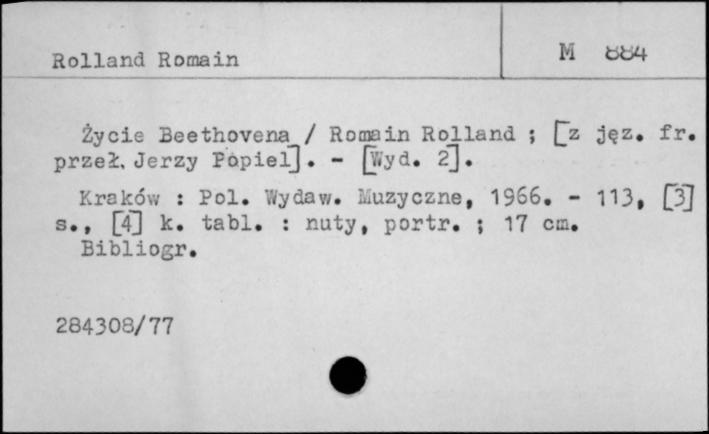 Rolland Romain
M 884
Życie Beethovena / Romain Rolland ; [z jęz. fr.
przeł. Jerzy Popiel]. - [Wyd. 2].
Kraków : Pol. Wydaw. Muzyczne, 1966. - 113, [3]
s., [4] k. tabl. : nuty, portr. ; 17 cm.
Bibliogr.
284308/77